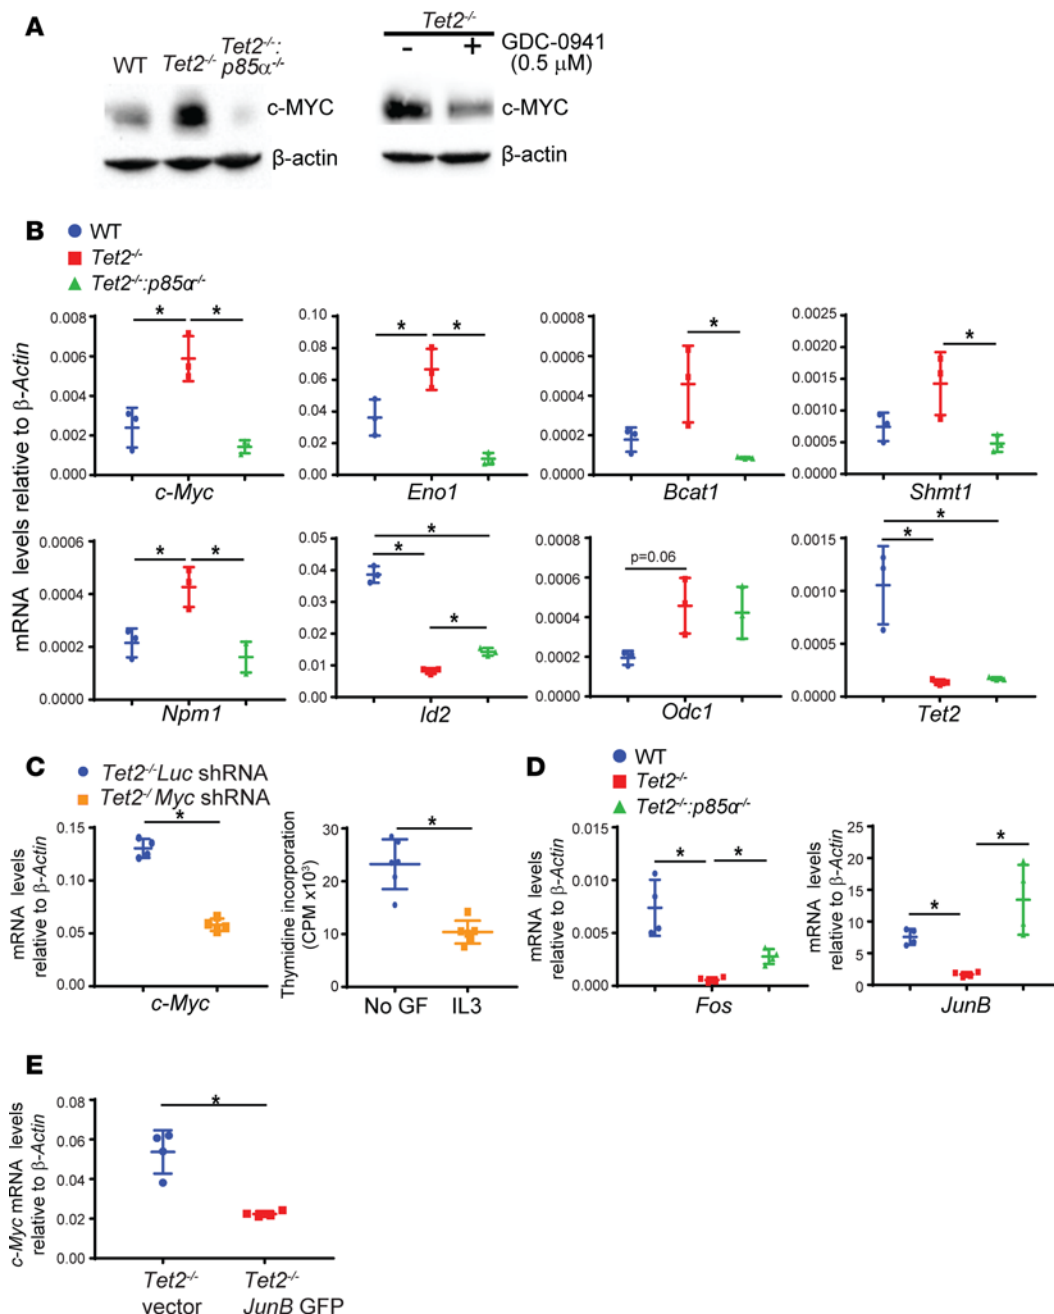 A
WT
Tet2-/-
Tet2-/-:
p85α-/-
c-MYC
β-actin
Tet2-/-
-
+
GDC-0941
(0.5 μM)
c-MYC
β-actin
B
WT
Tet2-/-
Tet2-/-:p85α-/-
mRNA levels relative to β-Actin
0.008
0.006
0.004
0.002
0.000
*
*
c-Myc
0.10
0.08
0.06
0.04
0.02
0.00
*
*
Eno1
0.0008
0.0006
0.0004
0.0002
0.0000
*
Bcat1
0.0025
0.0020
0.0015
0.0010
0.0005
0.0000
*
Shmt1
0.0006
0.0004
0.0002
0.0000
*
*
Npm1
0.05
0.04
0.03
0.02
0.01
0.00
*
*
*
Id2
0.0008
0.0006
0.0004
0.0002
0.0000
p=0.06
Odc1
0.0015
0.0010
0.0005
0.0000
*
*
Tet2
C
Tet2-/- Luc shRNA
Tet2-/ Myc shRNA
mRNA levels
relative to β-Actin
0.15
0.10
0.05
0.00
*
c-Myc
Thymidine incorporation
(CPM x10³)
30
20
10
0
*
No GF
IL3
D
WT
Tet2-/-
Tet2-/-:p85α-/-
mRNA levels
relative to β-Actin
0.015
0.010
0.005
0.000
*
*
Fos
mRNA levels
relative to β-Actin
25
20
15
10
5
0
*
*
JunB
E
c-Myc mRNA levels
relative to β-Actin
0.08
0.06
0.04
0.02
0.00
*
Tet2-/-
vector
Tet2-/-
JunB GFP